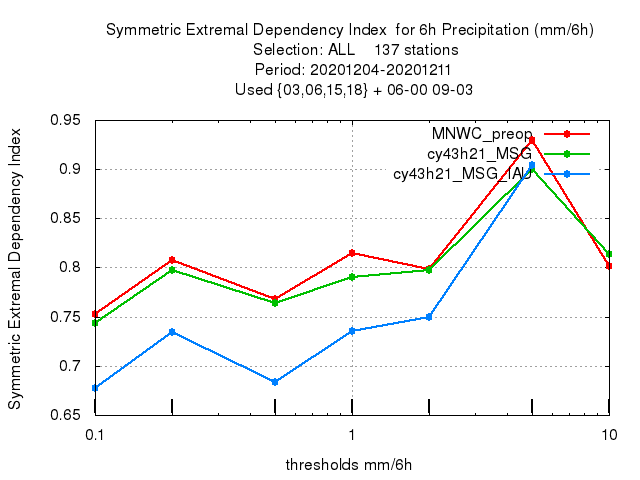 Symmetric Extremal Dependency Index  for 6h Precipitation (mm/6h)
Selection: ALL    137 stations
Period: 20201204-20201211
Used {03,06,15,18} + 06-00 09-03
Symmetric Extremal Dependency Index
0.95
0.9
0.85
0.8
0.75
0.7
0.65
MNWC_preop
cy43h21_MSG
cy43h21_MSG_IAU
0.1
1
10
thresholds mm/6h